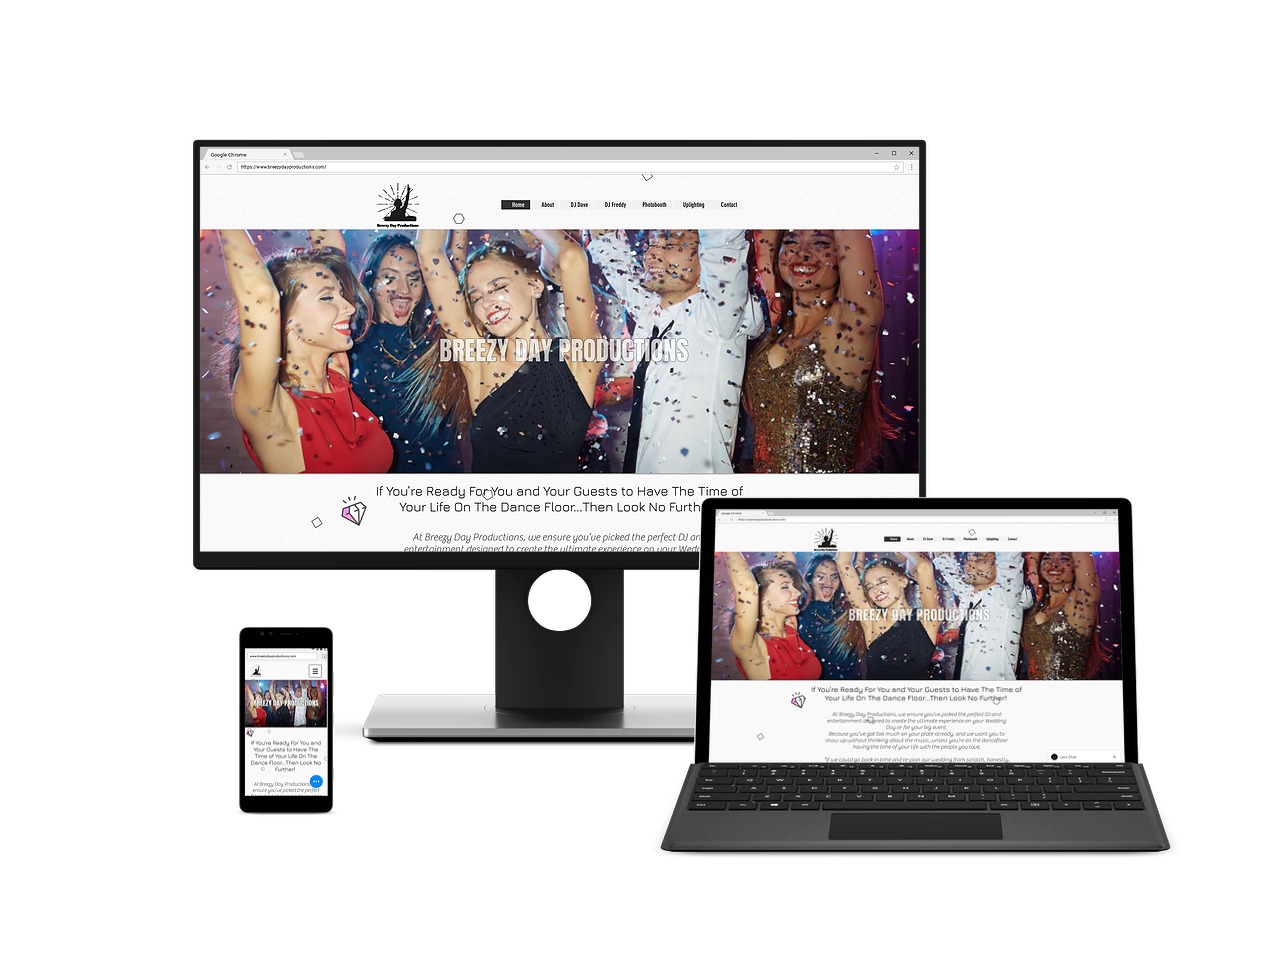 Google Chrome
https://www.breezydayproductions.com/
Breezy Day Productions
Home About DJ Dave DJ Freddy Photobooth Uplighting Contact
BREEZY DAY PRODUCTIONS
If You're Ready For You and Your Guests to Have The Time of
Your Life On The Dance Floor...Then Look No Furth
At Breezy Day Productions, we ensure you've picked the perfect DJ an
entertainment designed to create the ultimate experience on your Wedd
www.breezydayproductions.com
BREEZY DAY PRODUCTIONS
If You're Ready For You and
Your Guests to Have The
Time of Your Life On The
Dance Floor...Then Look No
Further!
At Breezy Day Productions
ensure you've picked the perfect
Google Chrome
Home About DJ Dave DJ Freddy Photobooth Uplighting Contact
BREEZY DAY PRODUCTIONS
If You're Ready For You and Your Guests to Have The Time of
Your Life On The Dance Floor...Then Look No Further!
At Breezy Day Productions, we ensure you've picked the perfect DJ and
entertainment designed to create the ultimate experience on your Wedding
Day or for your big event.
Because you've got too much on your plate already, and we want you to
show up without thinking about the music...unless you're on the dancefloor
having the time of your life with the people you love.
"If we could go back in time and re-plan our wedding from scratch, honestly,
Let's Chat!
Q W E R T Y U I O P
A S D F G H J K L
Z X C V B N M